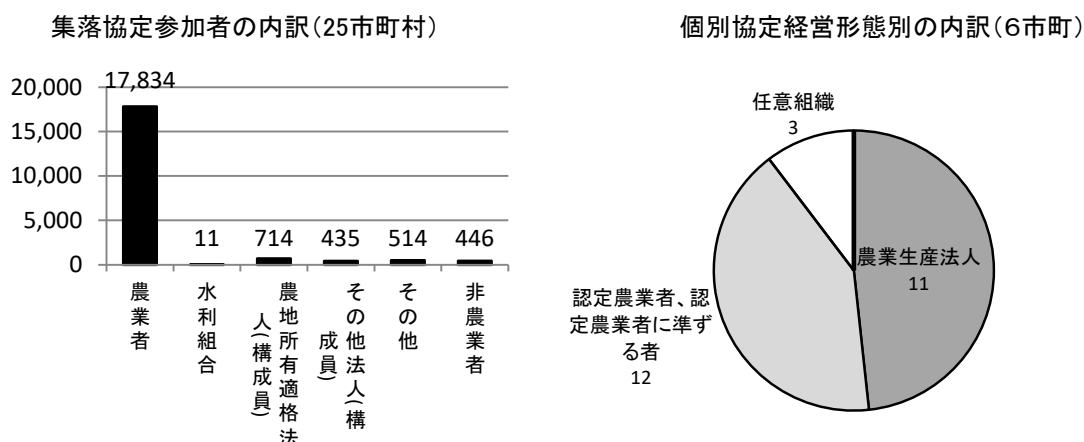 集落協定参加者の内訳(25市町村)
20,000
15,000
10,000
5,000
0
17,834
11
714
435
514
446
農業者
水利組合
農地所有適格法
人(構成員)
その他法人(構
成員)
その他
非農業者
個別協定経営形態別の内訳(6市町)
任意組織
3
農業生産法人
11
認定農業者、認
定農業者に準ず
る者
12